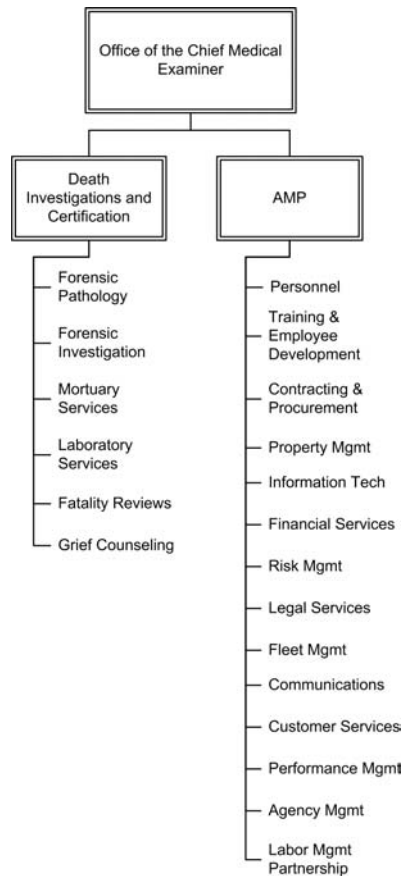 Office of the Chief Medical
Examiner
Death
Investigations and
Certification
Forensic
Pathology
Forensic
Investigation
Mortuary
Services
Laboratory
Services
Fatality Reviews
Grief Counseling
AMP
Personnel
Training &
Employee
Development
Contracting &
Procurement
Property Mgmt
Information Tech
Financial Services
Risk Mgmt
Legal Services
Fleet Mgmt
Communications
Customer Services
Performance Mgmt
Agency Mgmt
Labor Mgmt
Partnership